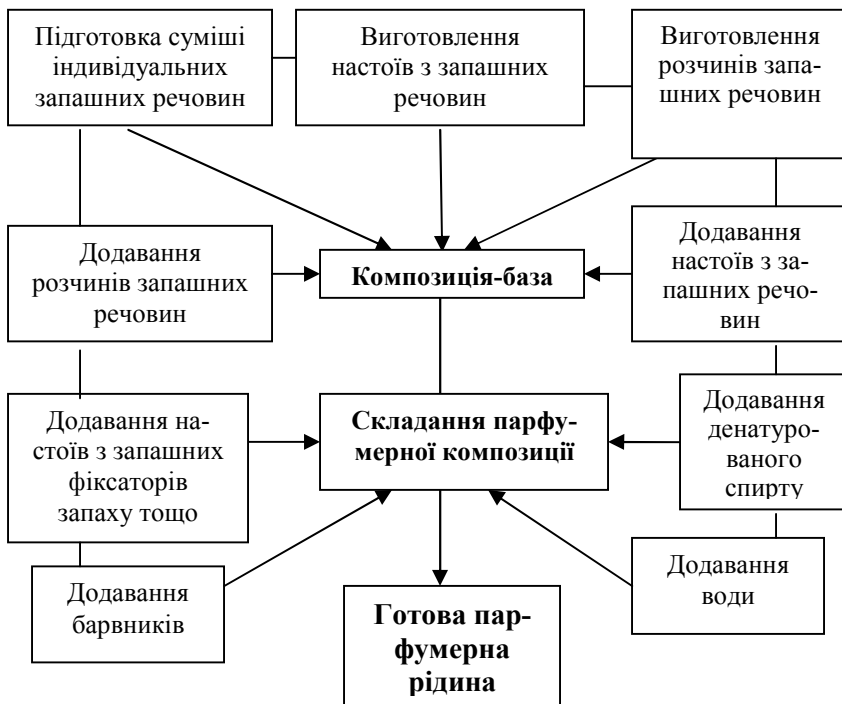 Підготовка суміші
індивідуальних
запашних речовин
Виготовлення
настоїв з запашних
речовин
Виготовлення
розчинів запа-
шних речовин
Додавання
розчинів запашних
речовин
Композиція-база
Додавання
настоїв з за-
пашних речо-
вин
Додавання на-
стоїв з запашних
фіксаторів
запаху тощо
Складання парфу-
мерної композиції
Додавання
денатуро-
ваного
спирту
Додавання
барвників
Готова пар-
фумерна
рідина
Додавання
води